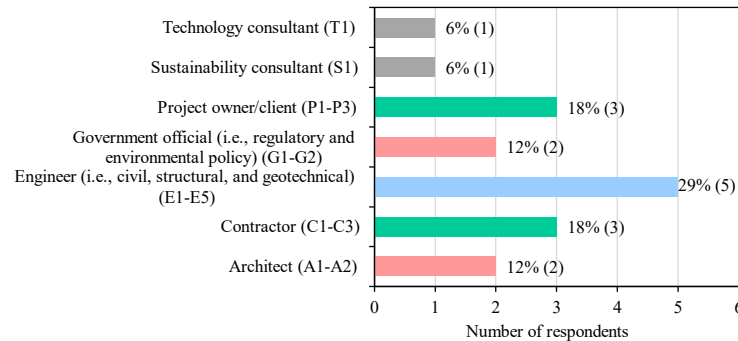 Technology consultant (T1)
6% (1)
Sustainability consultant (S1)
6% (1)
Project owner/client (P1-P3)
18% (3)
Government official (i.e., regulatory and
environmental policy) (G1-G2)
12% (2)
Engineer (i.e., civil, structural, and geotechnical)
(E1-E5)
29% (5)
Contractor (C1-C3)
18% (3)
Architect (A1-A2)
12% (2)
0 1 2 3 4 5 6
Number of respondents